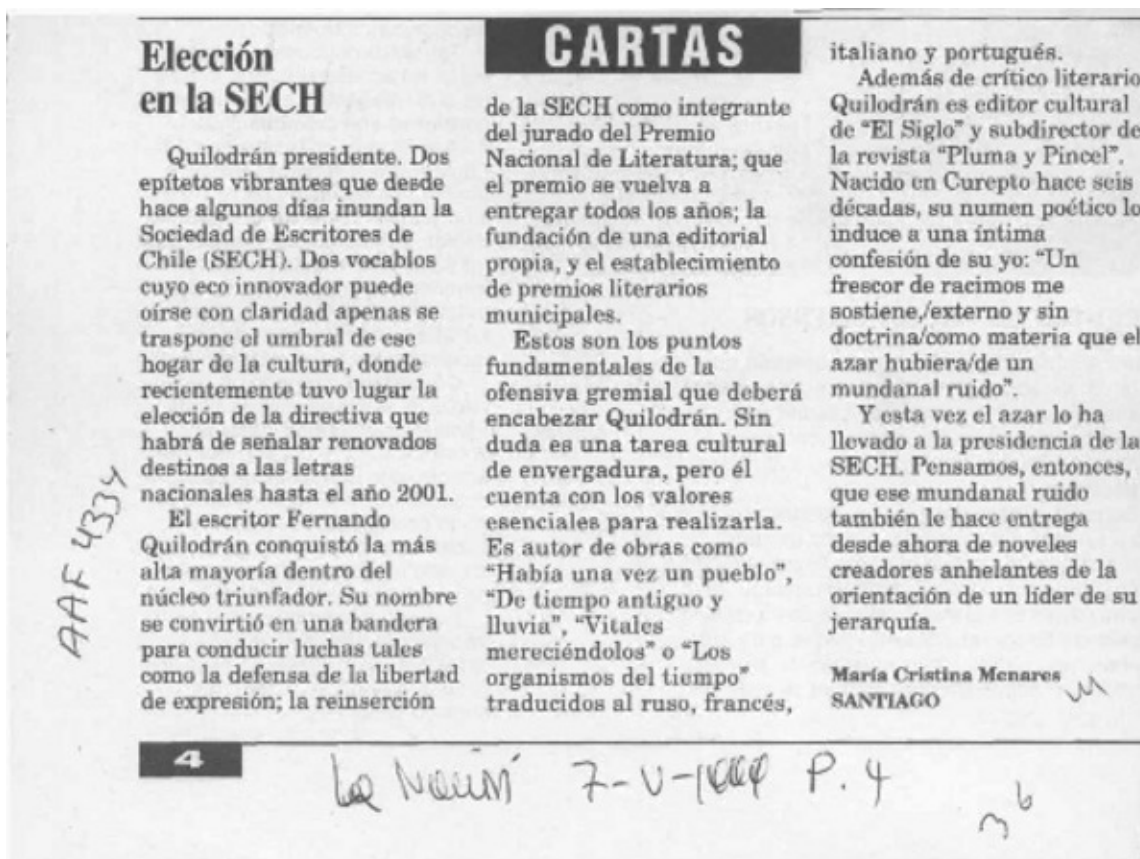 Elección
en la SECH
Quilodrán presidente. Dos
epítetos vibrantes que desde
hace algunos días inundan la
Sociedad de Escritores de
Chile (SECH). Dos vocablos
cuyo eco innovador puede
oírse con claridad apenas se
traspone el umbral de ese
hogar de la cultura, donde
recientemente tuvo lugar la
elección de la directiva que
habrá de señalar renovados
destinos a las letras
nacionales hasta el año 2001.
El escritor Fernando
Quilodrán conquistó la más
alta mayoría dentro del
núcleo triunfador. Su nombre
se convirtió en una bandera
para conducir luchas tales
como la defensa de la libertad
de expresión; la reinserción
CARTAS
de la SECH como integrante
del jurado del Premio
Nacional de Literatura; que
el premio se vuelva a
entregar todos los años; la
fundación de una editorial
propia, y el establecimiento
de premios literarios
municipales.
Estos son los puntos
fundamentales de la
ofensiva gremial que deberá
encabezar Quilodrán. Sin
duda es una tarea cultural
de envergadura, pero él
cuenta con los valores
esenciales para realizarla.
Es autor de obras como
"Había una vez un pueblo",
"De tiempo antiguo y
lluvia", "Vitales
mereciéndolos" o "Los
organismos del tiempo"
traducidos al ruso, francés,
italiano y portugués.
Además de crítico literario
Quilodrán es editor cultural
de "El Siglo" y subdirector de
la revista "Pluma y Pincel".
Nacido en Curepto hace seis
décadas, su numen poético lo
induce a una íntima
confesión de su yo: "Un
frescor de racimos me
sostiene,/externo y sin
doctrina/como materia que el
azar hubiera/de un
mundanal ruido".
Y esta vez el azar lo ha
llevado a la presidencia de la
SECH. Pensamos, entonces,
que ese mundanal ruido
también le hace entrega
desde ahora de noveles
creadores anhelantes de la
orientación de un líder de su
jerarquía.
María Cristina Menares
SANTIAGO
AAF 4334
4
La 7-V- P. 4